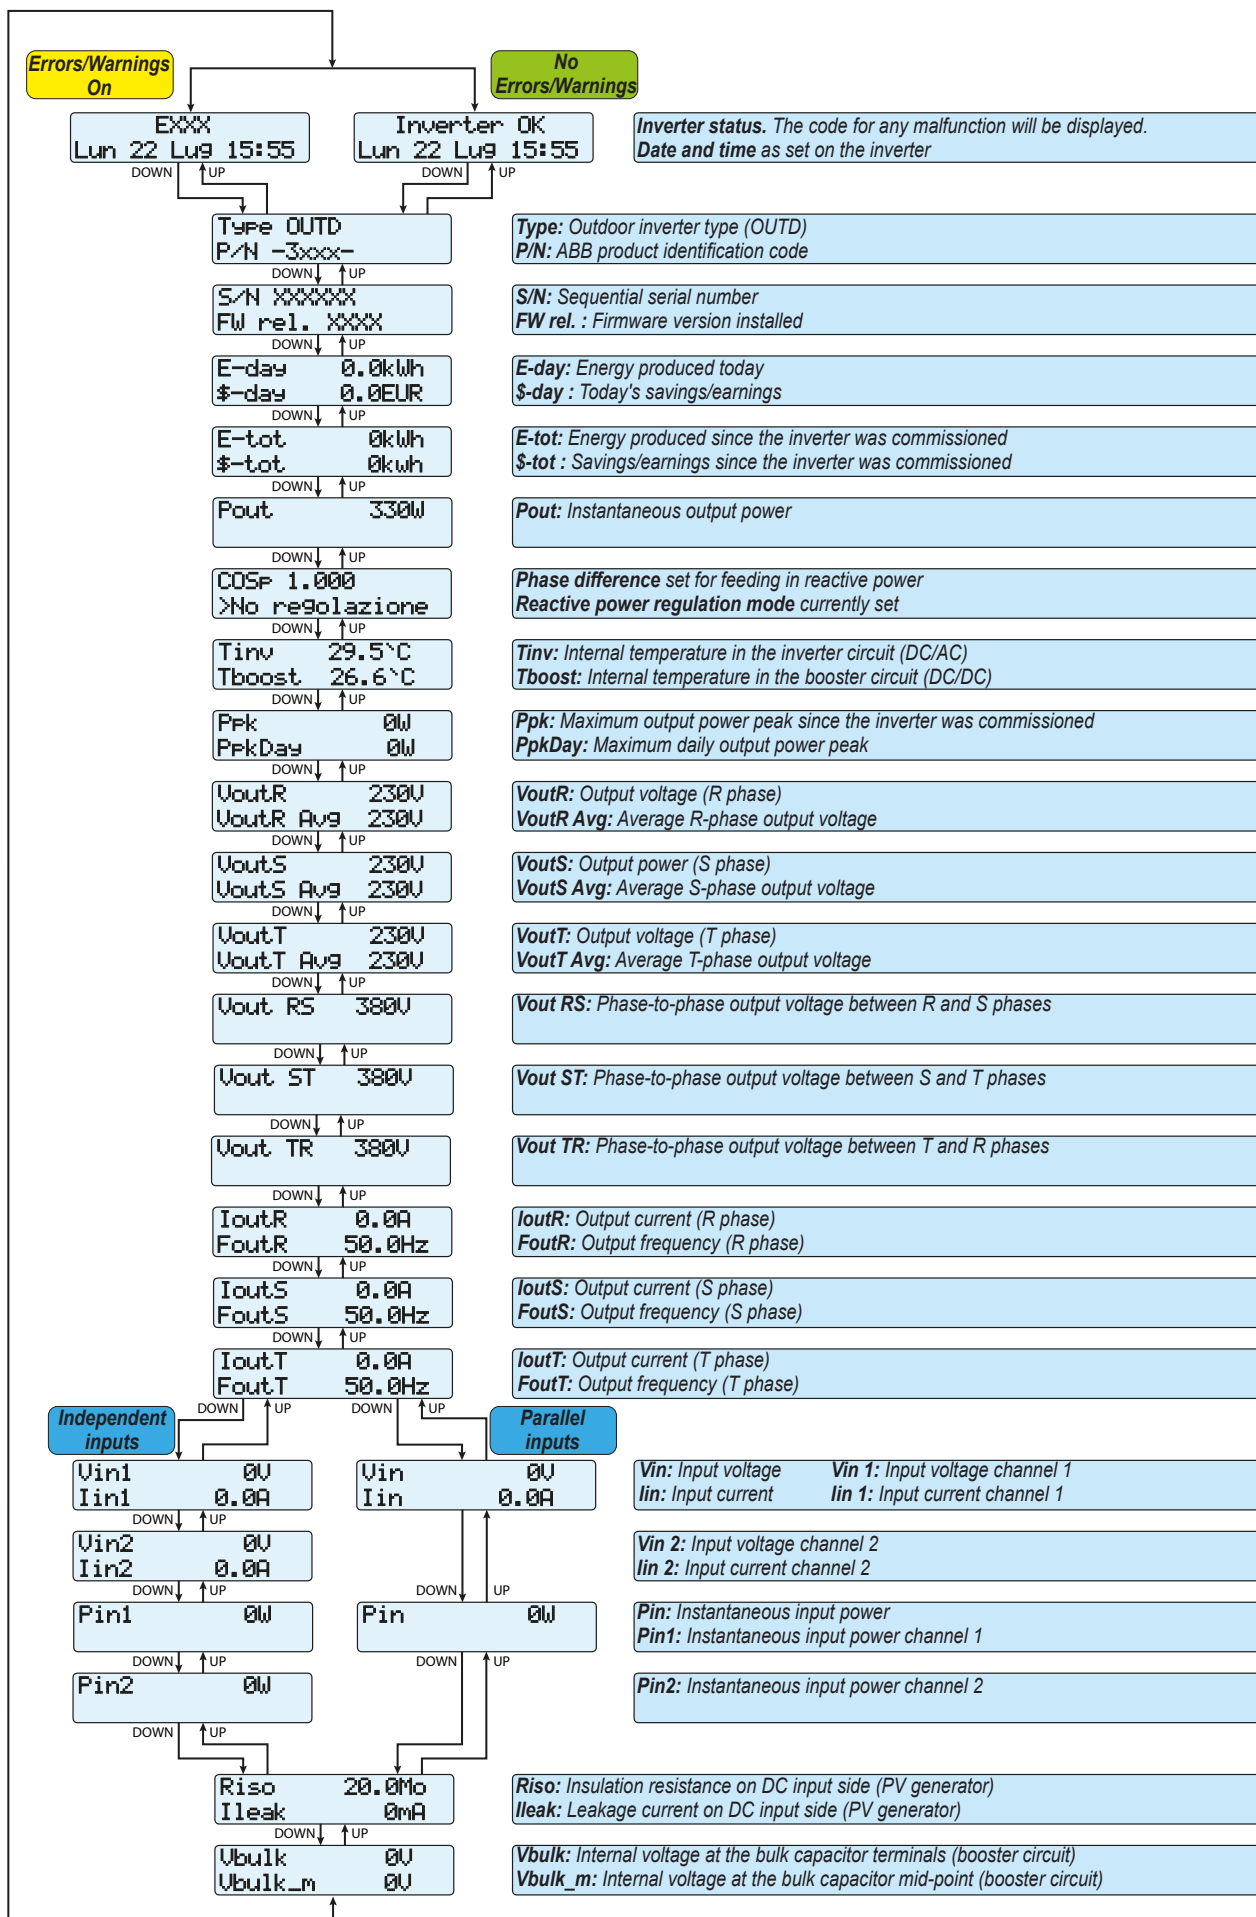 Errors/Warnings
On
No
Errors/Warnings
EXXX
Lun 22 Lug 15:55
Inverter OK
Lun 22 Lug 15:55
Inverter status. The code for any malfunction will be displayed.
Date and time as set on the inverter
DOWN UP
DOWN UP
Type OUTD
P/N -3xxx-
Type: Outdoor inverter type (OUTD)
P/N: ABB product identification code
DOWN UP
S/N XXXXXX
FW rel. XXXX
S/N: Sequential serial number
FW rel. : Firmware version installed
DOWN UP
E-day 0.0kWh
$-day 0.0EUR
E-day: Energy produced today
$-day : Today's savings/earnings
DOWN UP
E-tot 0kWh
$-tot 0kwh
E-tot: Energy produced since the inverter was commissioned
$-tot : Savings/earnings since the inverter was commissioned
DOWN UP
Pout 330W
Pout: Instantaneous output power
DOWN UP
COSp 1.000
>No regolazione
Phase difference set for feeding in reactive power
Reactive power regulation mode currently set
DOWN UP
Tinv 29.5`C
Tboost 26.6`C
Tinv: Internal temperature in the inverter circuit (DC/AC)
Tboost: Internal temperature in the booster circuit (DC/DC)
DOWN UP
Ppk 0W
PpkDay 0W
Ppk: Maximum output power peak since the inverter was commissioned
PpkDay: Maximum daily output power peak
DOWN UP
VoutR 230V
VoutR Avg 230V
VoutR: Output voltage (R phase)
VoutR Avg: Average R-phase output voltage
DOWN UP
VoutS 230V
VoutS Avg 230V
VoutS: Output power (S phase)
VoutS Avg: Average S-phase output voltage
DOWN UP
VoutT 230V
VoutT Avg 230V
VoutT: Output voltage (T phase)
VoutT Avg: Average T-phase output voltage
DOWN UP
Vout RS 380V
Vout RS: Phase-to-phase output voltage between R and S phases
DOWN UP
Vout ST 380V
Vout ST: Phase-to-phase output voltage between S and T phases
DOWN UP
Vout TR 380V
Vout TR: Phase-to-phase output voltage between T and R phases
DOWN UP
IoutR 0.0A
FoutR 50.0Hz
IoutR: Output current (R phase)
FoutR: Output frequency (R phase)
DOWN UP
IoutS 0.0A
FoutS 50.0Hz
IoutS: Output current (S phase)
FoutS: Output frequency (S phase)
DOWN UP
IoutT 0.0A
FoutT 50.0Hz
IoutT: Output current (T phase)
FoutT: Output frequency (T phase)
DOWN UP DOWN UP
Independent
inputs
Parallel
inputs
Vin1 0V
Iin1 0.0A
Vin 0V
Iin 0.0A
Vin: Input voltage Vin 1: Input voltage channel 1
Iin: Input current Iin 1: Input current channel 1
DOWN UP
Vin2 0V
Iin2 0.0A
Vin 2: Input voltage channel 2
Iin 2: Input current channel 2
DOWN UP
DOWN UP
Pin1 0W
Pin 0W
Pin: Instantaneous input power
Pin1: Instantaneous input power channel 1
DOWN UP
DOWN UP
Pin2 0W
Pin2: Instantaneous input power channel 2
DOWN UP
Riso 20.0Mo
Ileak 0mA
Riso: Insulation resistance on DC input side (PV generator)
Ileak: Leakage current on DC input side (PV generator)
DOWN UP
Vbulk 0V
Vbulk_m 0V
Vbulk: Internal voltage at the bulk capacitor terminals (booster circuit)
Vbulk_m: Internal voltage at the bulk capacitor mid-point (booster circuit)